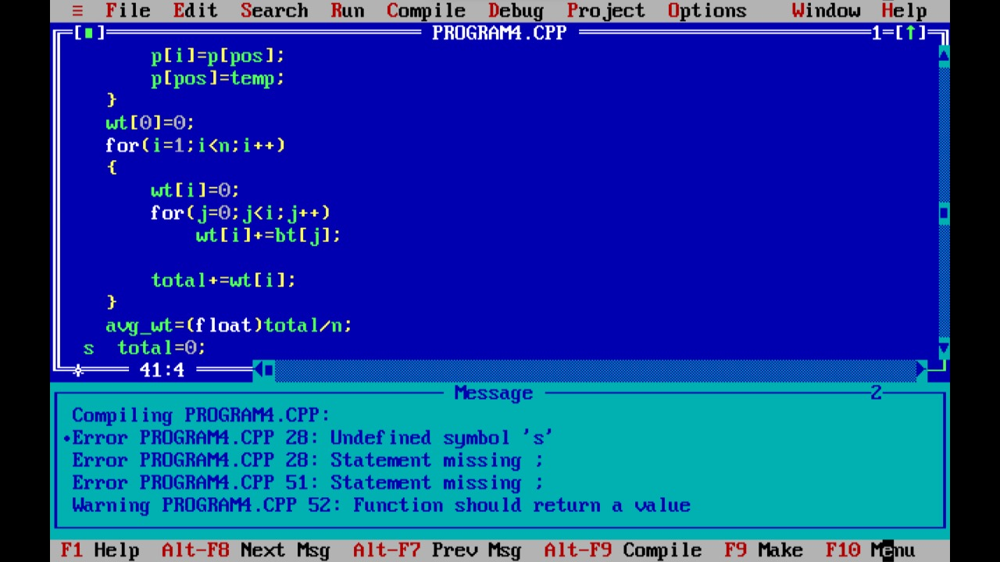 ≡ File Edit Search Run Compile Debug Project Options Window Help
[■] PROGRAM4.CPP 1=[↑]
p[i]=p[pos];
p[pos]=temp;
}
wt[0]=0;
for(i=1;i<n;i++)
{
wt[i]=0;
for(j=0;j<i;j++)
wt[i]+=bt[j];
total+=wt[i];
}
avg_wt=(float)total/n;
s total=0;
41:4
Message 2
Compiling PROGRAM4.CPP:
•Error PROGRAM4.CPP 28: Undefined symbol 's'
Error PROGRAM4.CPP 28: Statement missing ;
Error PROGRAM4.CPP 51: Statement missing ;
Warning PROGRAM4.CPP 52: Function should return a value
F1 Help Alt-F8 Next Msg Alt-F7 Prev Msg Alt-F9 Compile F9 Make F10 Menu